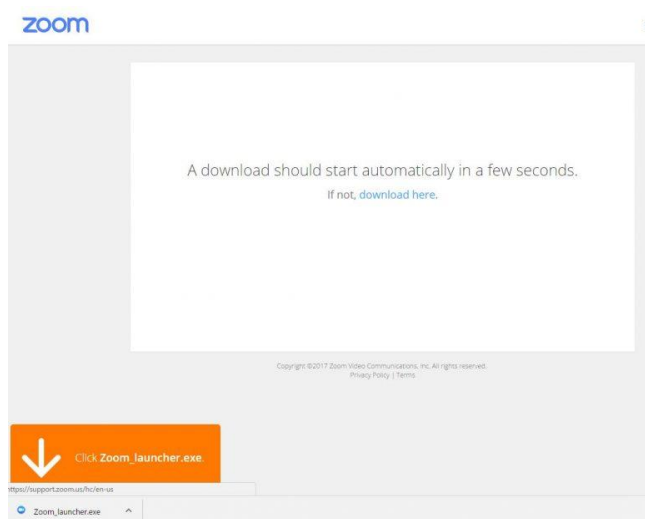 zoom
A download should start automatically in a few seconds.
If not, download here.
Copyright ©2017 Zoom Video Communications, Inc. All rights reserved.
Privacy Policy | Terms
Click Zoom_launcher.exe.
https://support.zoom.us/hc/en-us
Zoom_launcher.exe